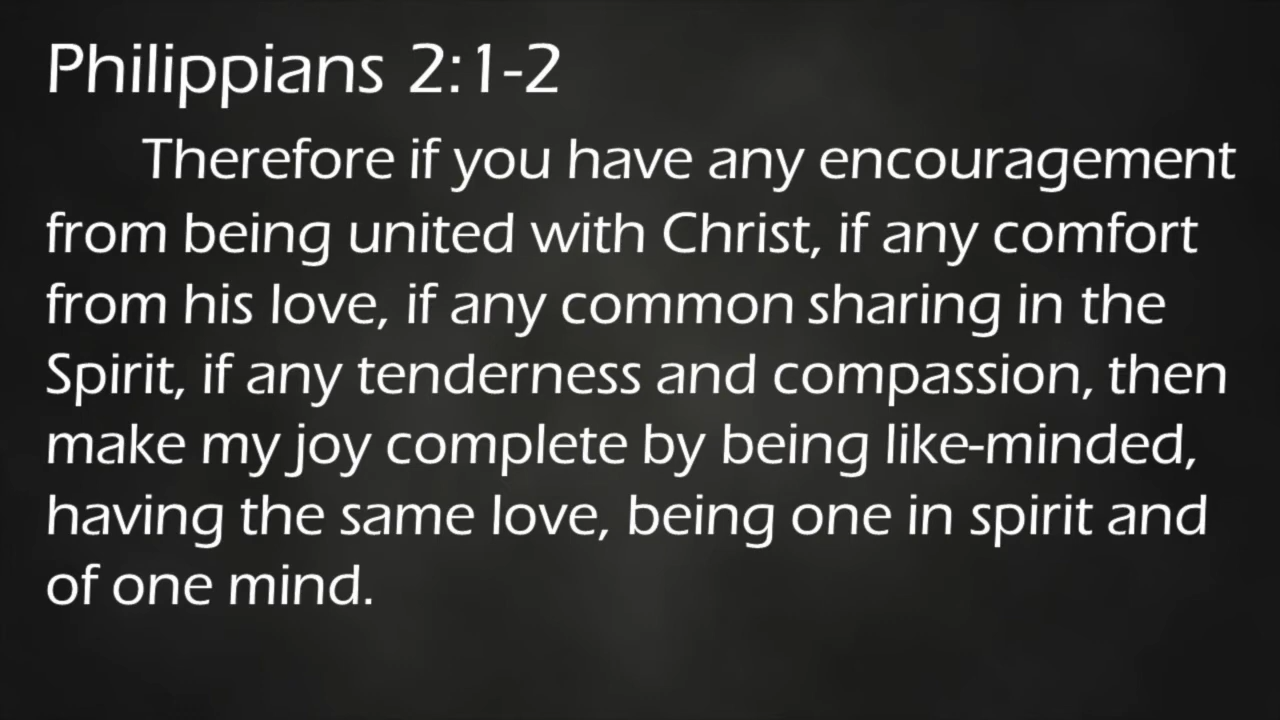 Philippians 2:1-2
Therefore if you have any encouragement
from being united with Christ, if any comfort
from his love, if any common sharing in the
Spirit, if any tenderness and compassion, then
make my joy complete by being like-minded,
having the same love, being one in spirit and
of one mind.